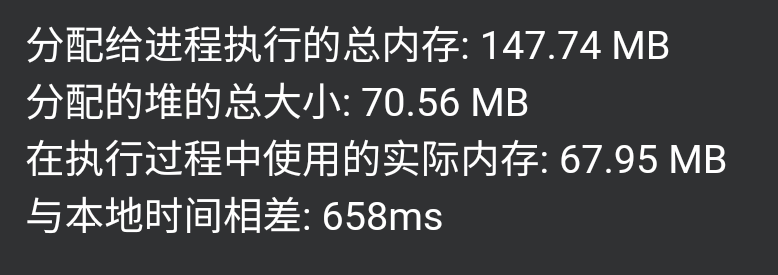 分配给进程执行的总内存: 147.74 MB
分配的堆的总大小: 70.56 MB
在执行过程中使用的实际内存: 67.95 MB
与本地时间相差: 658ms